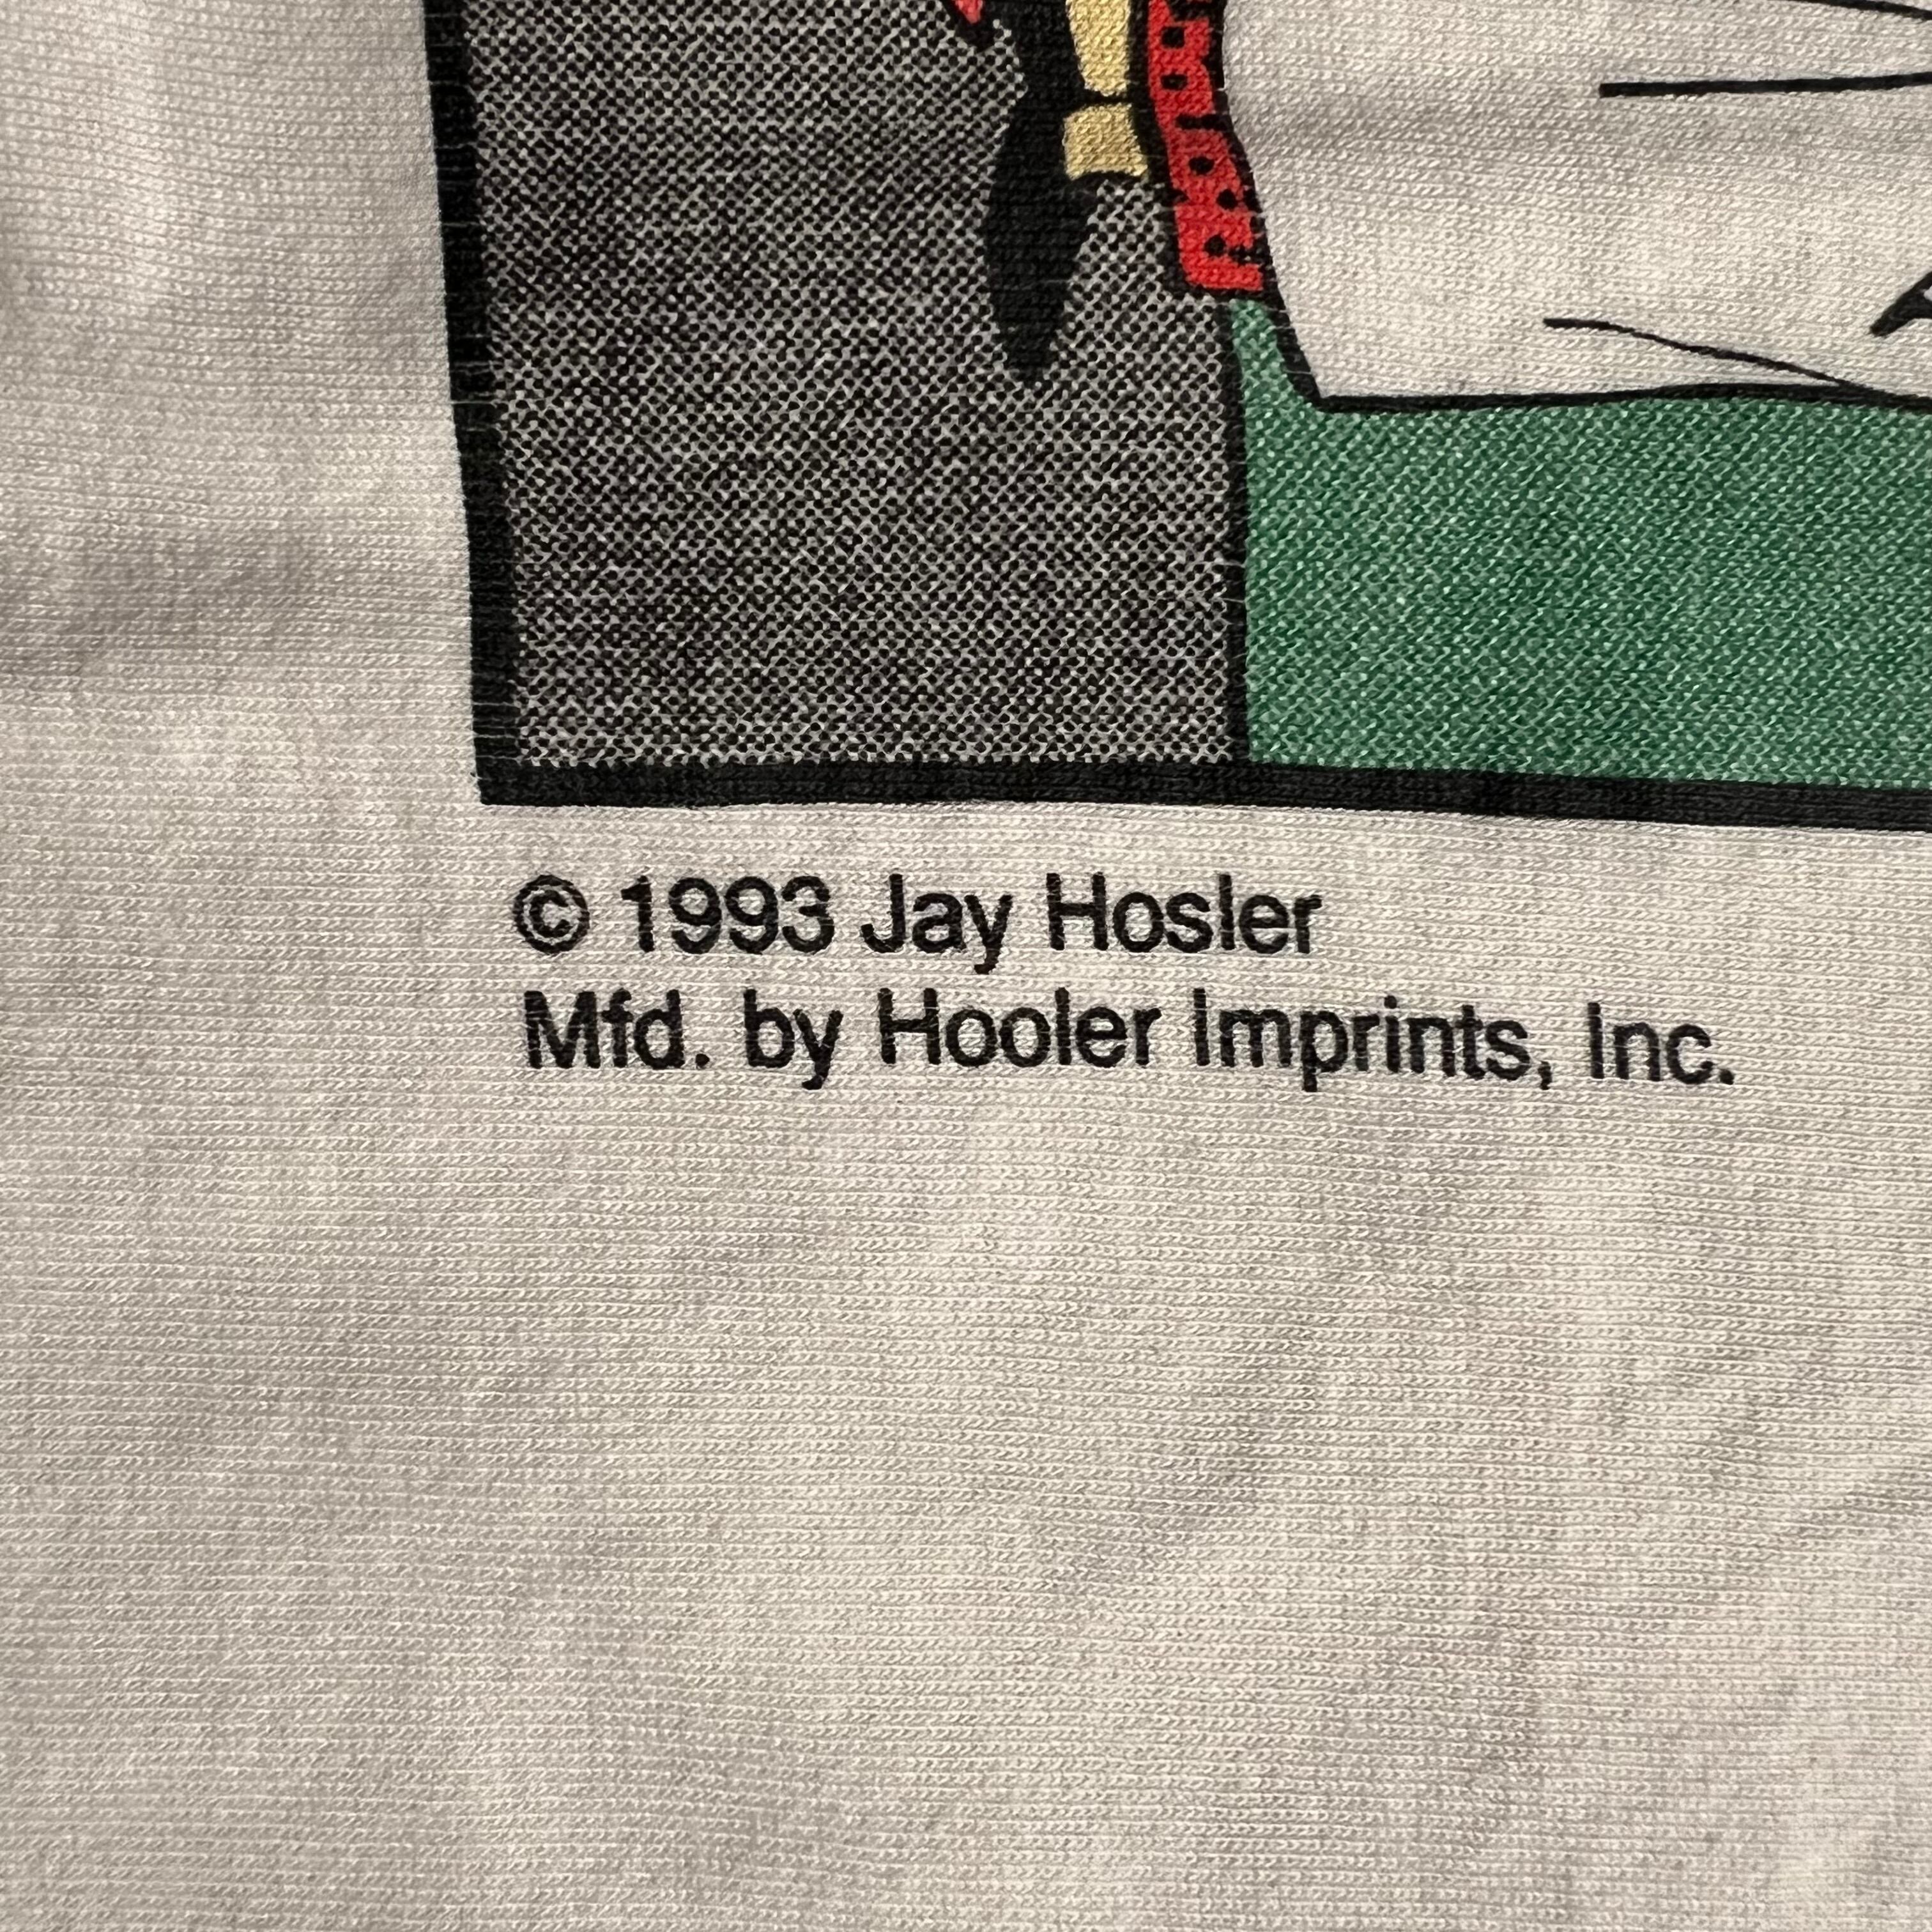 © 1993 Jay Hosler
Mfd. by Hooler Imprints, Inc.